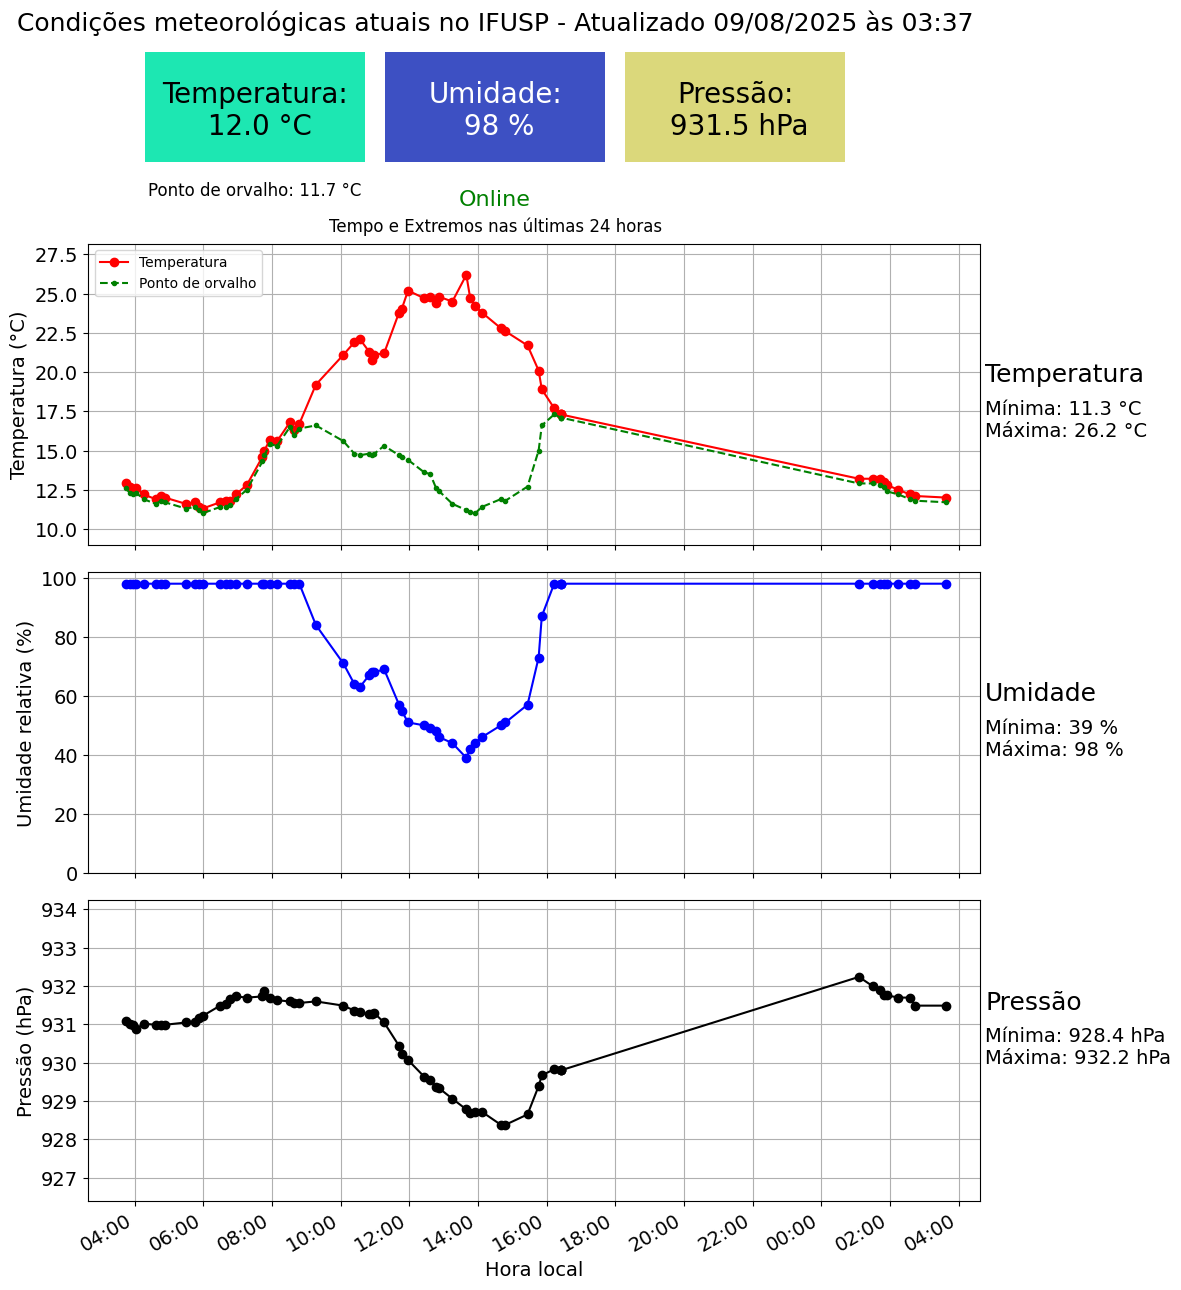 Condições meteorológicas atuais no IFUSP - Atualizado 09/08/2025 às 03:37
Temperatura:
12.0 °C
Umidade:
98 %
Pressão:
931.5 hPa
Ponto de orvalho: 11.7 °C
Online
Tempo e Extremos nas últimas 24 horas
Temperatura (°C)
27.5
25.0
22.5
20.0
17.5
15.0
12.5
10.0
Temperatura
Ponto de orvalho
Temperatura
Mínima: 11.3 °C
Máxima: 26.2 °C
Umidade relativa (%)
100
80
60
40
20
0
Umidade
Mínima: 39 %
Máxima: 98 %
Pressão (hPa)
934
933
932
931
930
929
928
927
Pressão
Mínima: 928.4 hPa
Máxima: 932.2 hPa
04:00
06:00
08:00
10:00
12:00
14:00
16:00
18:00
20:00
22:00
00:00
02:00
04:00
Hora local